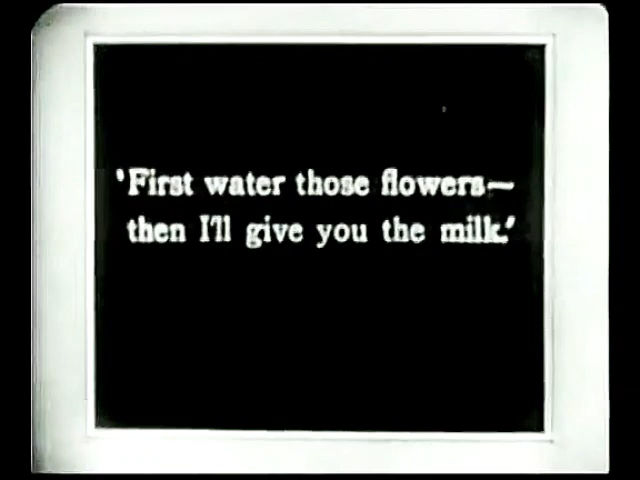 'First water those flowers—
then I'll give you the milk.'